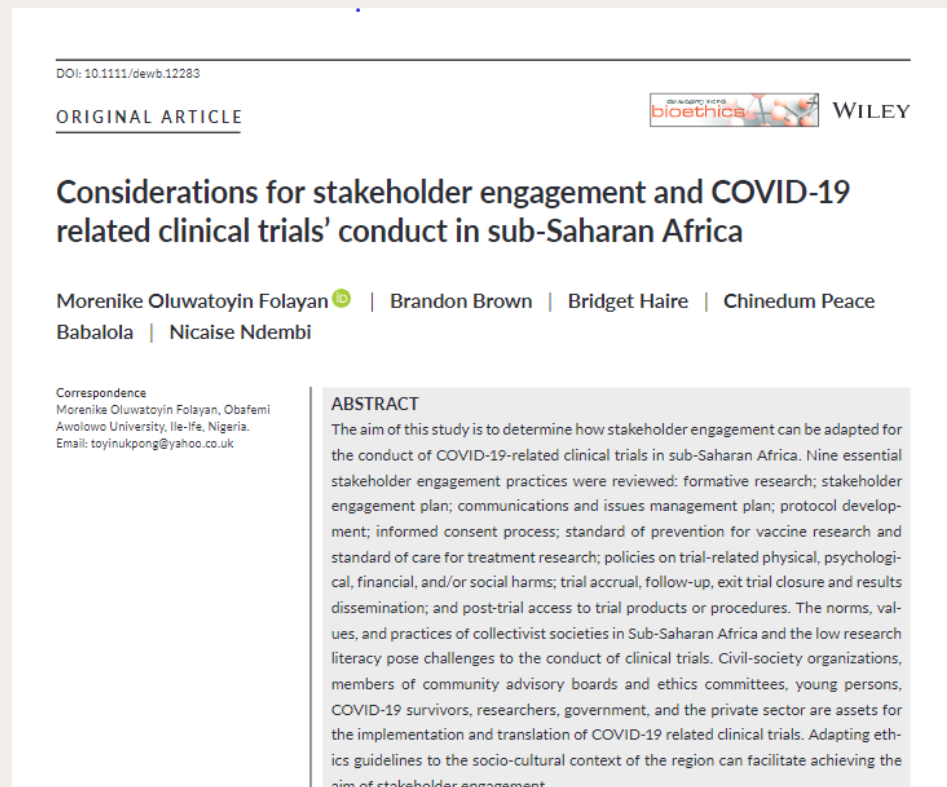 DOI: 10.1111/dewb.12283
ORIGINAL ARTICLE
developing world
bioethics
WILEY
Considerations for stakeholder engagement and COVID-19
related clinical trials’ conduct in sub-Saharan Africa
Morenike Oluwatoyin Folayan iD | Brandon Brown | Bridget Haire | Chinedum Peace
Babalola | Nicaise Ndembi
Correspondence
Morenike Oluwatoyin Folayan, Obafemi
Awolowo University, Ile-Ife, Nigeria.
Email: toyinukpong@yahoo.co.uk
ABSTRACT
The aim of this study is to determine how stakeholder engagement can be adapted for
the conduct of COVID-19-related clinical trials in sub-Saharan Africa. Nine essential
stakeholder engagement practices were reviewed: formative research; stakeholder
engagement plan; communications and issues management plan; protocol develop-
ment; informed consent process; standard of prevention for vaccine research and
standard of care for treatment research; policies on trial-related physical, psychologi-
cal, financial, and/or social harms; trial accrual, follow-up, exit trial closure and results
dissemination; and post-trial access to trial products or procedures. The norms, val-
ues, and practices of collectivist societies in Sub-Saharan Africa and the low research
literacy pose challenges to the conduct of clinical trials. Civil-society organizations,
members of community advisory boards and ethics committees, young persons,
COVID-19 survivors, researchers, government, and the private sector are assets for
the implementation and translation of COVID-19 related clinical trials. Adapting eth-
ics guidelines to the socio-cultural context of the region can facilitate achieving the
aim of stakeholder engagement